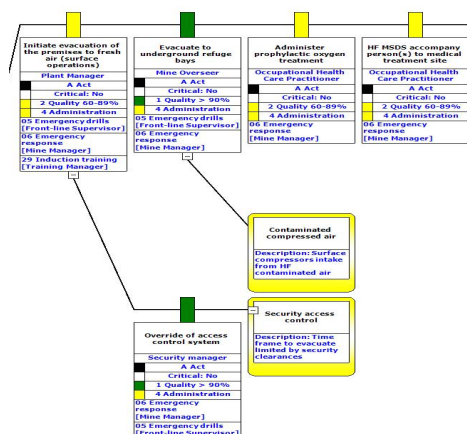 Initiate evacuation of
the premises to fresh
air (surface
operations)
Plant Manager
A Act
Critical: No
2 Quality 60-89%
4 Administration
05 Emergency drills
[Front-line Supervisor]
06 Emergency
response
[Mine Manager]
29 Induction training
[Training Manager]
Evacuate to
underground refuge
bays
Mine Overseer
A Act
Critical: No
1 Quality > 90%
4 Administration
05 Emergency drills
[Front-line Supervisor]
06 Emergency
response
[Mine Manager]
Administer
prophylactic oxygen
treatment
Occupational Health
Care Practitioner
A Act
Critical: No
2 Quality 60-89%
4 Administration
06 Emergency
response
[Mine Manager]
HF MSDS accompany
person(s) to medical
treatment site
Occupational Health
Care Practitioner
A Act
Critical: No
2 Quality 60-89%
4 Administration
06 Emergency
response
[Mine Manager]
Contaminated
compressed air
Description: Surface
compressors intake
from HF
contaminated air
Security access
control
Description: Time
frame to evacuate
limited by security
clearances
Override of access
control system
Security manager
A Act
Critical: No
1 Quality > 90%
4 Administration
06 Emergency
response
[Mine Manager]
05 Emergency drills
[Front-line Supervisor]